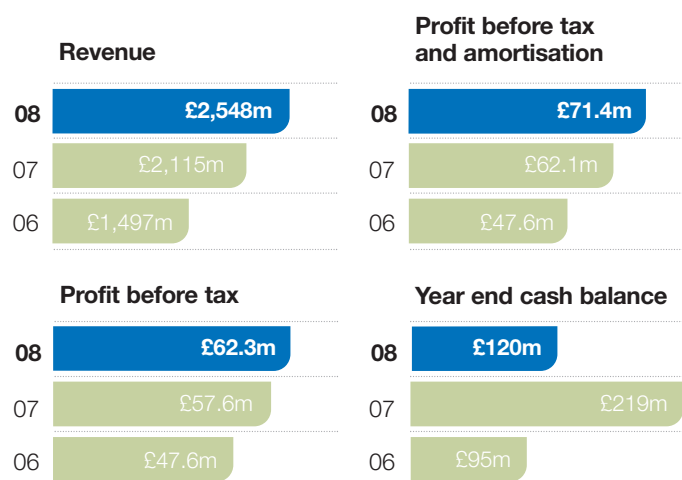 Revenue
08 £2,548m
07 £2,115m
06 £1,497m
Profit before tax
and amortisation
08 £71.4m
07 £62.1m
06 £47.6m
Profit before tax
08 £62.3m
07 £57.6m
06 £47.6m
Year end cash balance
08 £120m
07 £219m
06 £95m